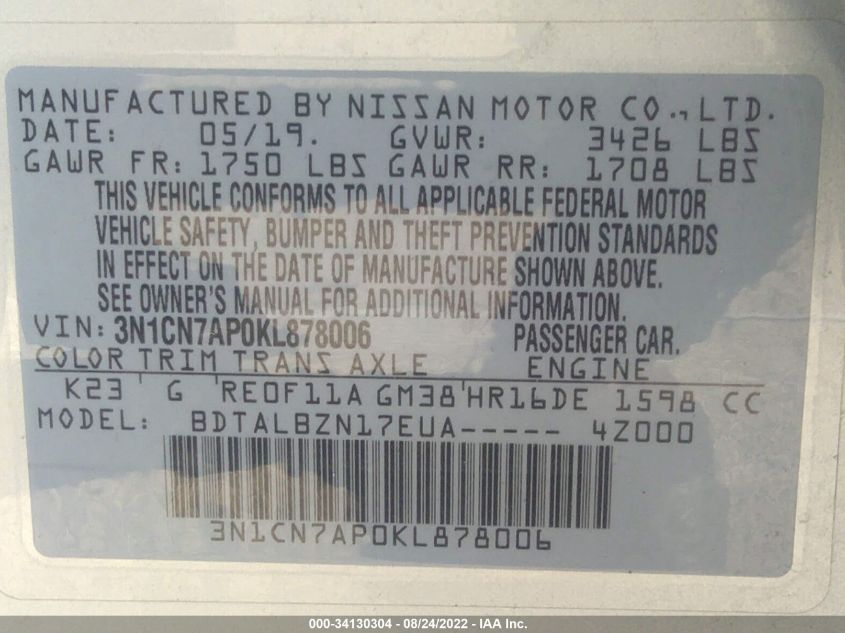 MANUFACTURED BY NISSAN MOTOR CO., LTD.
DATE: 05/19. GVWR: 3426 LBS
GAWR FR: 1750 LBS GAWR RR: 1708 LBS
THIS VEHICLE CONFORMS TO ALL APPLICABLE FEDERAL MOTOR
VEHICLE SAFETY, BUMPER AND THEFT PREVENTION STANDARDS
IN EFFECT ON THE DATE OF MANUFACTURE SHOWN ABOVE.
SEE OWNER'S MANUAL FOR ADDITIONAL INFORMATION.
VIN: 3N1CN7AP0KL878006 PASSENGER CAR.
COLOR TRIM TRANS AXLE ENGINE
K23 ' G RE0F11A GM38 ' HR16DE 1598 CC
MODEL: BDTALBZN17EUA----- 4Z000
3N1CN7AP0KL878006
000-34130304 - 08/24/2022 - IAA Inc.